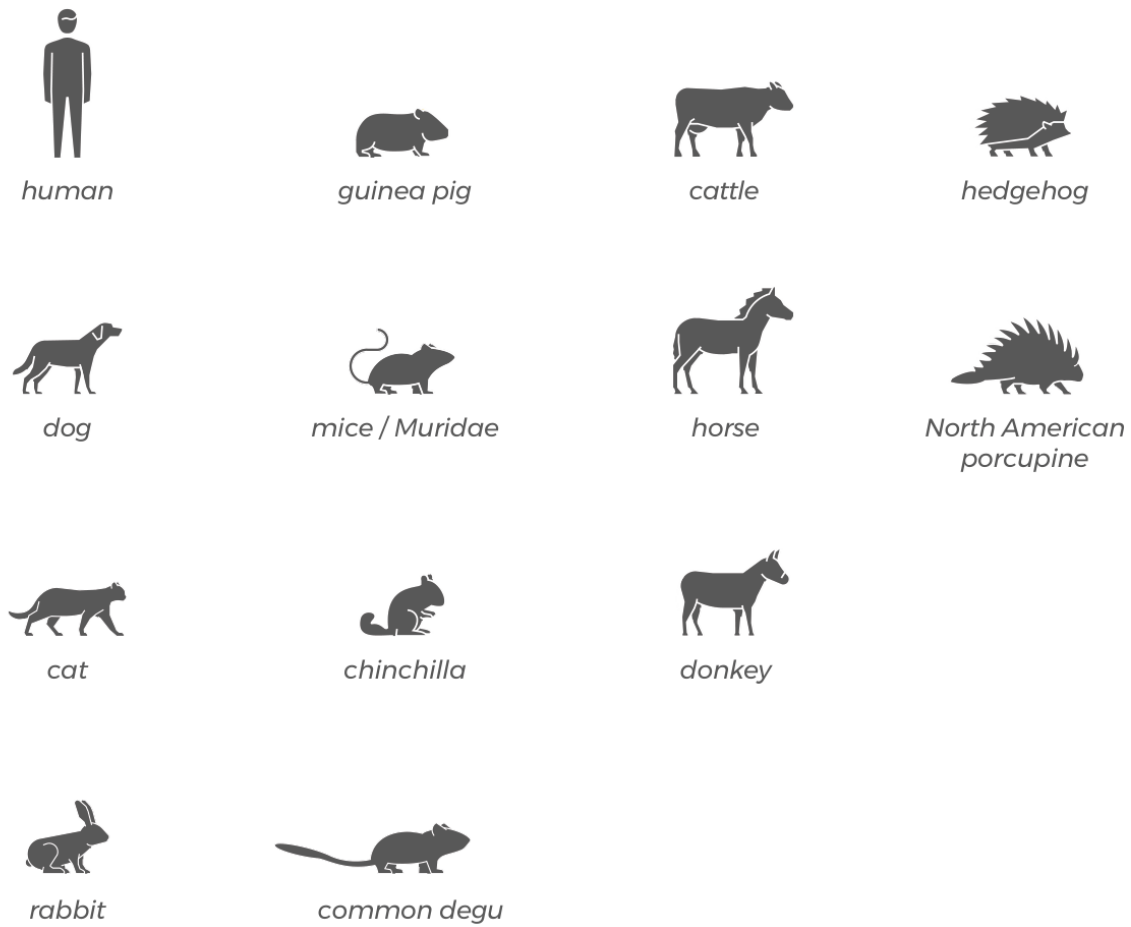 human
guinea pig
cattle
hedgehog
dog
mice / Muridae
horse
North American
porcupine
cat
chinchilla
donkey
rabbit
common degu